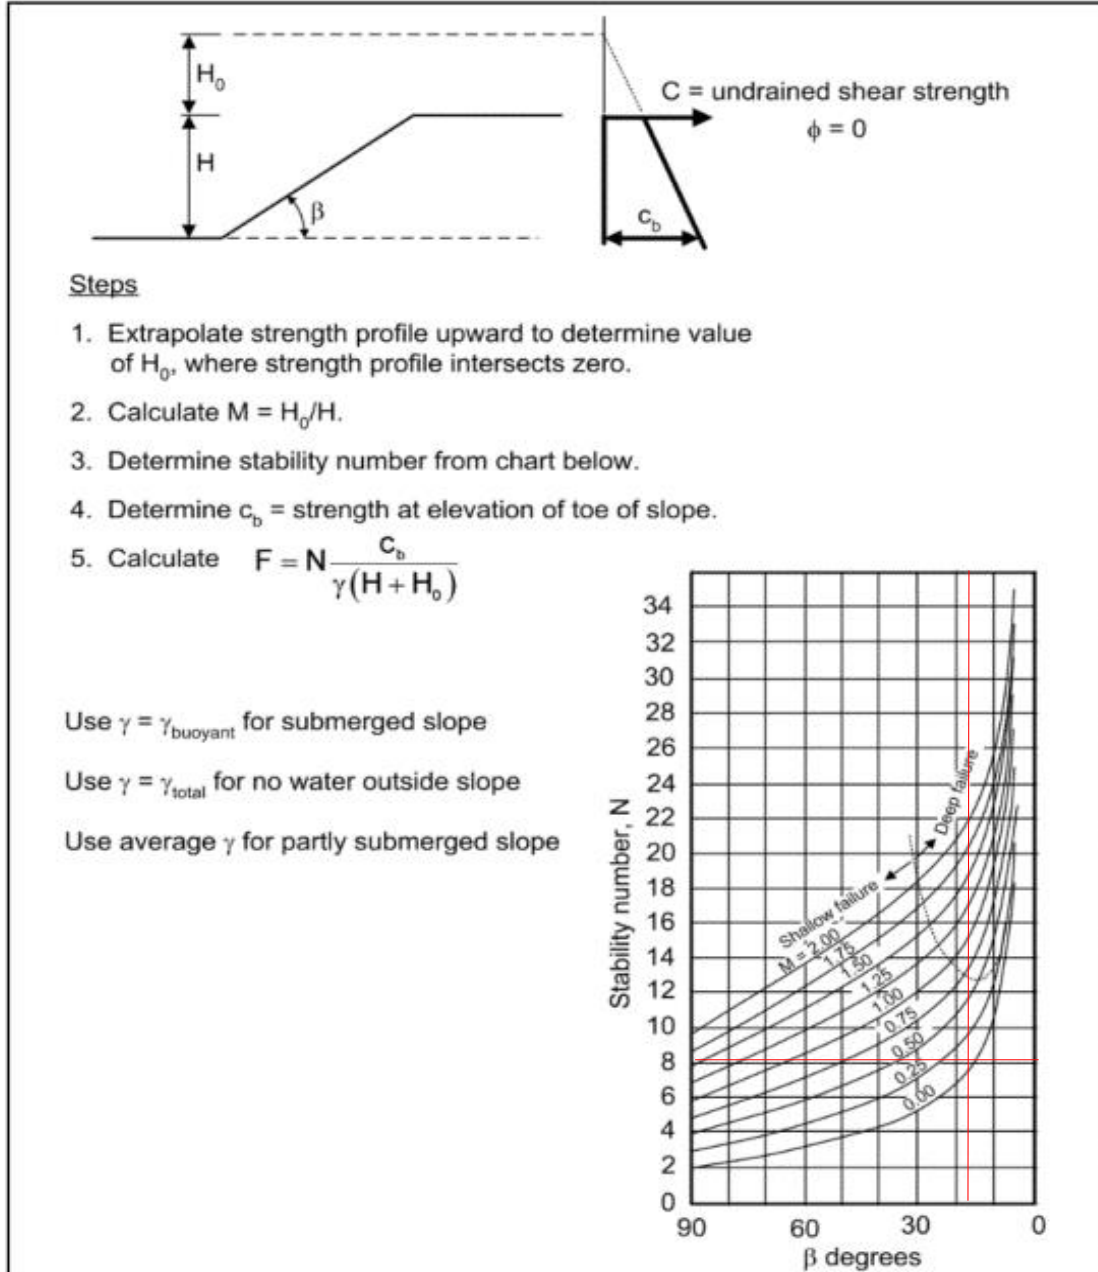 H₀
C = undrained shear strength
ϕ = 0
H
β
c_b
Steps
1. Extrapolate strength profile upward to determine value
of H₀, where strength profile intersects zero.
2. Calculate M = H₀/H.
3. Determine stability number from chart below.
4. Determine c_b = strength at elevation of toe of slope.
5. Calculate F = N c_b / γ(H + H₀)
Use γ = γ_buoyant for submerged slope
Use γ = γ_total for no water outside slope
Use average γ for partly submerged slope
Stability number, N
34
32
30
28
26
24
22
20
18
16
14
12
10
8
6
4
2
0
Deep failure
Shallow failure
M = 2.00
1.75
1.50
1.25
1.00
0.75
0.50
0.25
0.00
90
60
30
0
β degrees